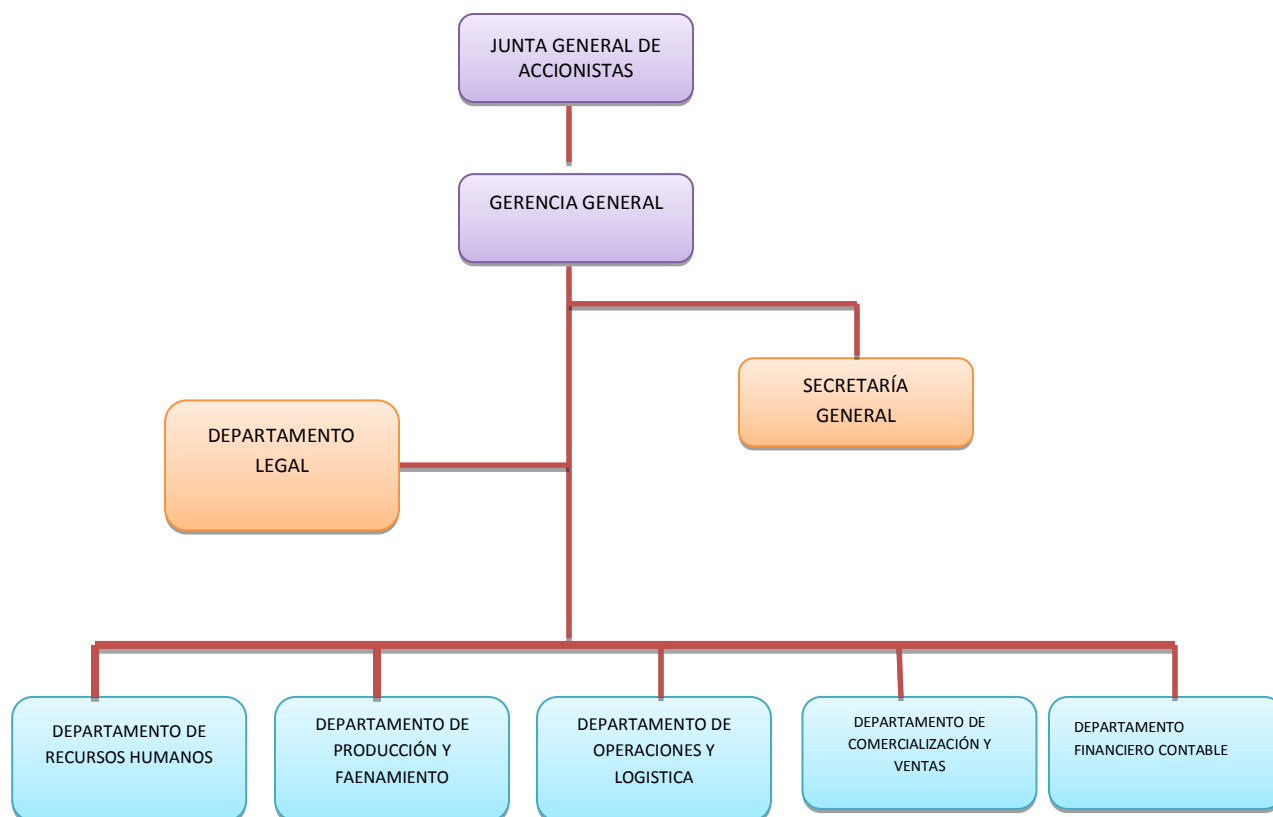 JUNTA GENERAL DE
ACCIONISTAS
GERENCIA GENERAL
SECRETARÍA
GENERAL
DEPARTAMENTO
LEGAL
DEPARTAMENTO DE
RECURSOS HUMANOS
DEPARTAMENTO DE
PRODUCCIÓN Y
FAENAMIENTO
DEPARTAMENTO DE
OPERACIONES Y
LOGISTICA
DEPARTAMENTO DE
COMERCIALIZACIÓN Y
VENTAS
DEPARTAMENTO
FINANCIERO CONTABLE